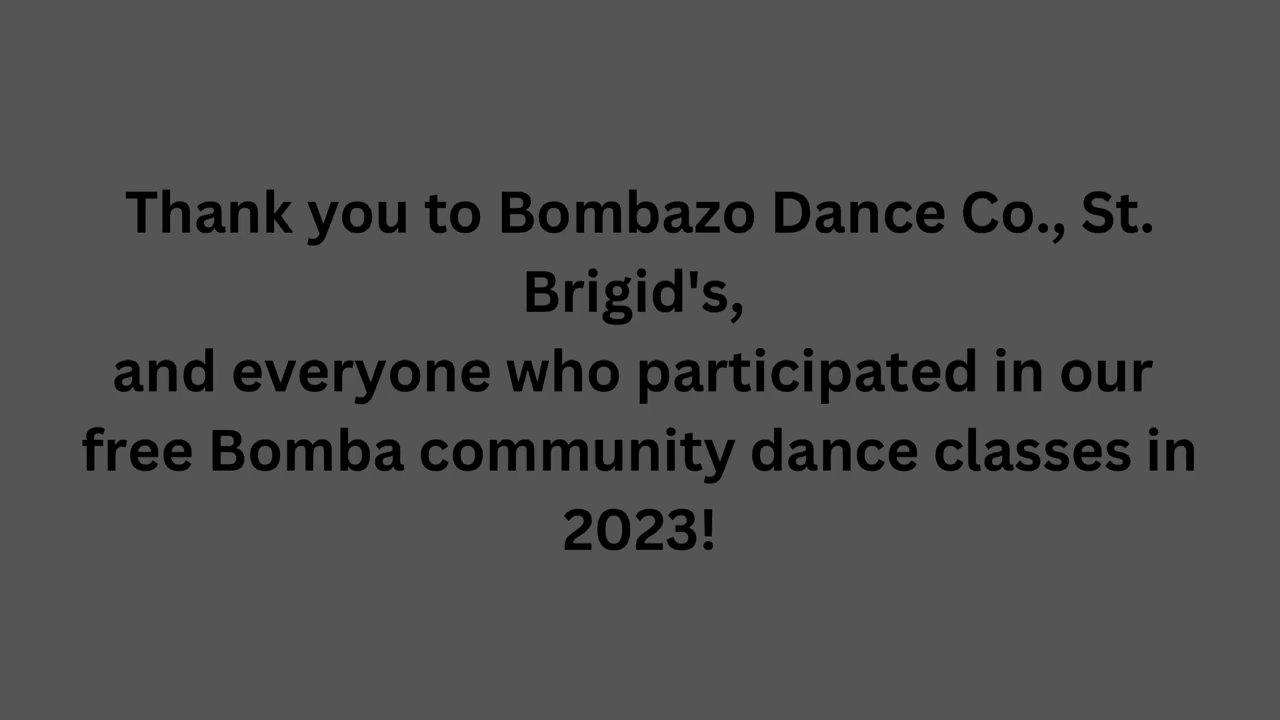 Thank you to Bombazo Dance Co., St.
Brigid's,
and everyone who participated in our
free Bomba community dance classes in
2023!